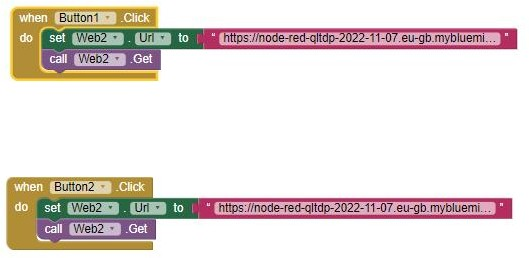 when Button1 .Click
do set Web2 . Url to " https://node-red-qltdp-2022-11-07.eu-gb.mybluemi... "
call Web2 .Get
when Button2 .Click
do set Web2 . Url to " https://node-red-qltdp-2022-11-07.eu-gb.mybluemi... "
call Web2 .Get